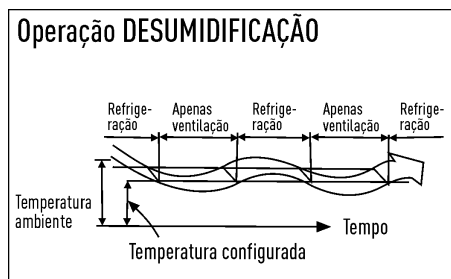 Operação DESUMIDIFICAÇÃO
Refrige-
ração
Apenas
ventilação
Refrige-
ração
Apenas
ventilação
Refrige-
ração
Temperatura
ambiente
Tempo
Temperatura configurada